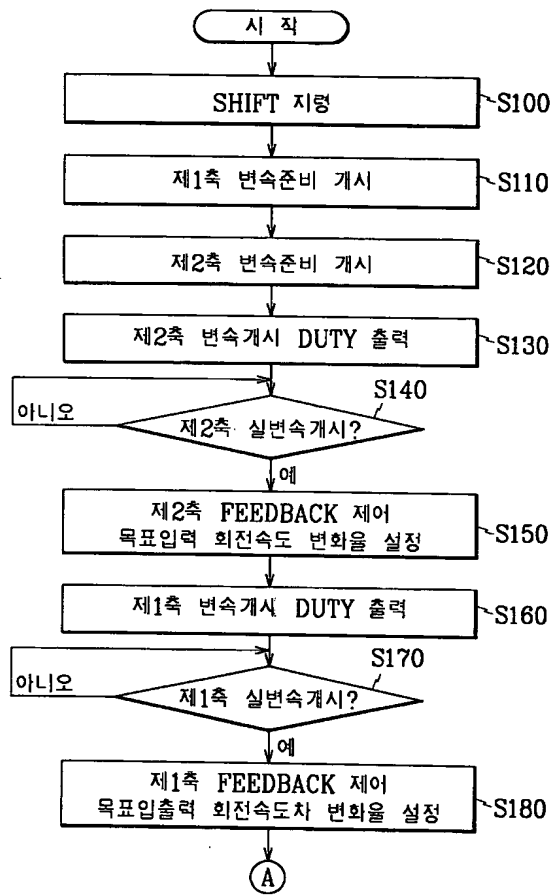 시 작
SHIFT 지령
S100
제1축 변속준비 개시
S110
제2축 변속준비 개시
S120
제2축 변속개시 DUTY 출력
S130
S140
아니오
제2축 실변속개시?
예
제2축 FEEDBACK 제어
목표입력 회전속도 변화율 설정
S150
제1축 변속개시 DUTY 출력
S160
S170
아니오
제1축 실변속개시?
예
제1축 FEEDBACK 제어
목표입출력 회전속도차 변화율 설정
S180
A